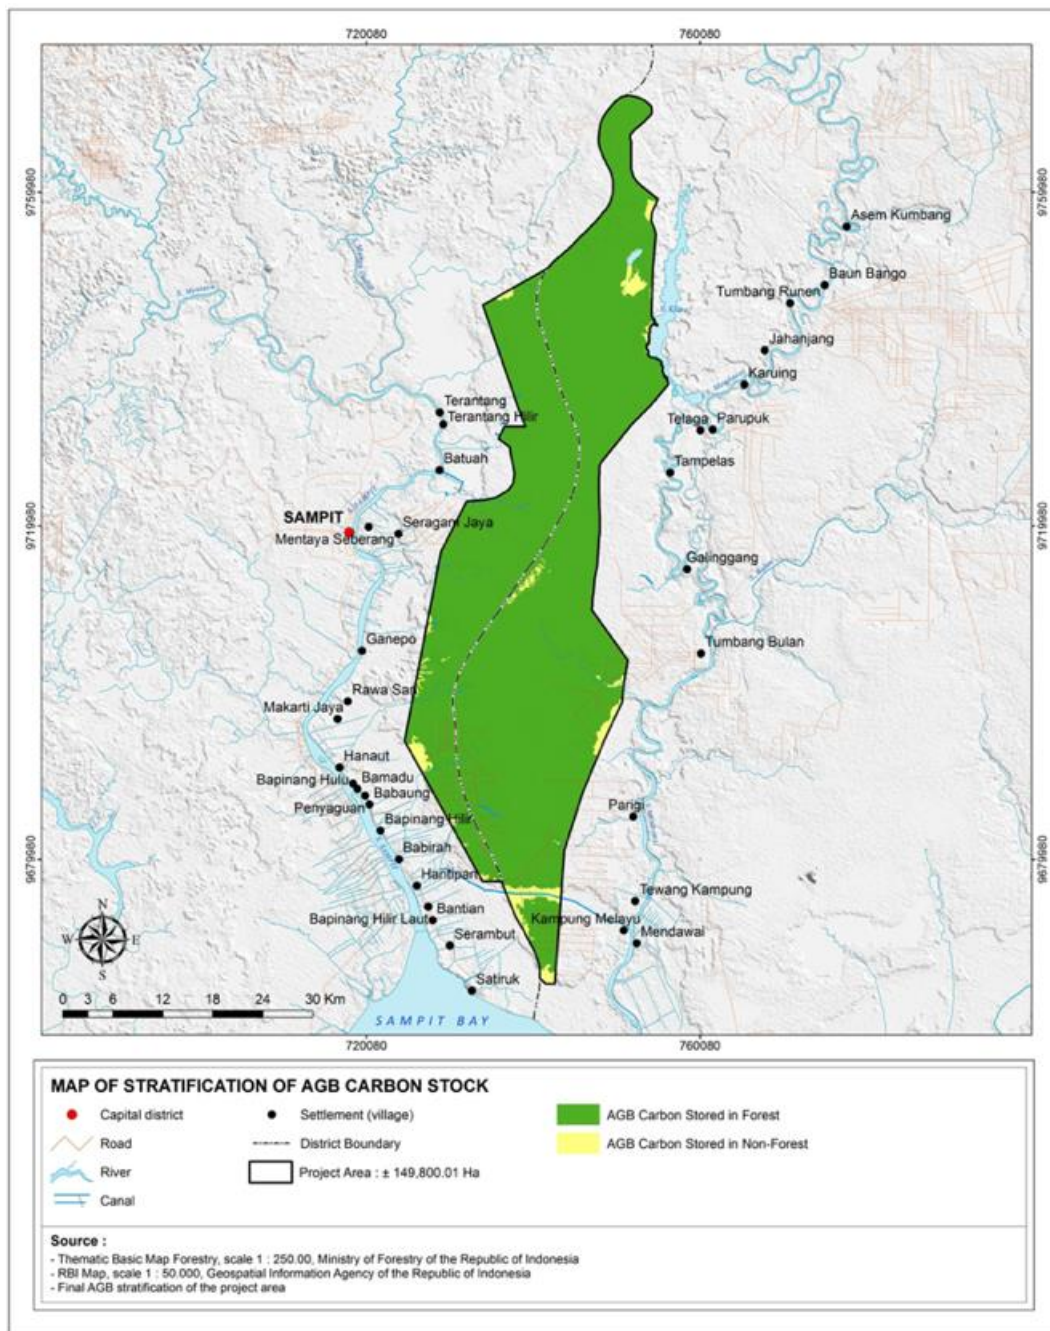 720080
760080
9759980
9759980
Asem Kumbang
Baun Bango
Tumbang Runen
Jahanjang
Karuing
Terantang
Terantang Hilir
Telaga
Parupuk
Batuah
Tampelas
SAMPIT
Seragam Jaya
Mentaya Seberang
9719980
9719980
Galinggang
Ganepo
Tumbang Bulan
Rawa Sari
Makarti Jaya
Hanaut
Bapinang Hulu
Bamadu
Babaung
Penyaguan
Parigi
Bapinang Hilir
Babirah
9679980
9679980
Hantipan
Tewang Kampung
Bantian
Bapinang Hilir Laut
Kampung Melayu
Serambut
Mendawai
N
W
E
S
Satiruk
0 3 6 12 18 24 30 Km
SAMPIT BAY
720080
760080
MAP OF STRATIFICATION OF AGB CARBON STOCK
Capital district
Settlement (village)
AGB Carbon Stored in Forest
Road
District Boundary
AGB Carbon Stored in Non-Forest
River
Project Area : ± 149,800.01 Ha
Canal
Source :
- Thematic Basic Map Forestry, scale 1 : 250.00, Ministry of Forestry of the Republic of Indonesia
- RBI Map, scale 1 : 50.000, Geospatial Information Agency of the Republic of Indonesia
- Final AGB stratification of the project area